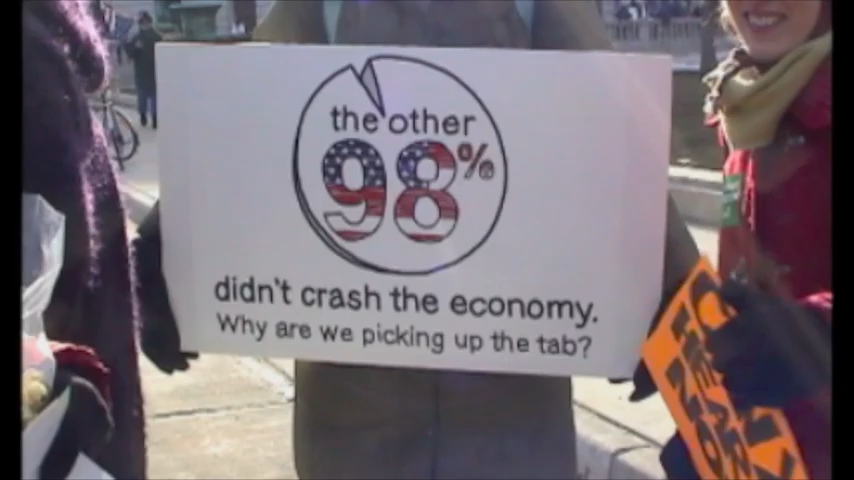 the other
98%
didn't crash the economy.
Why are we picking up the tab?